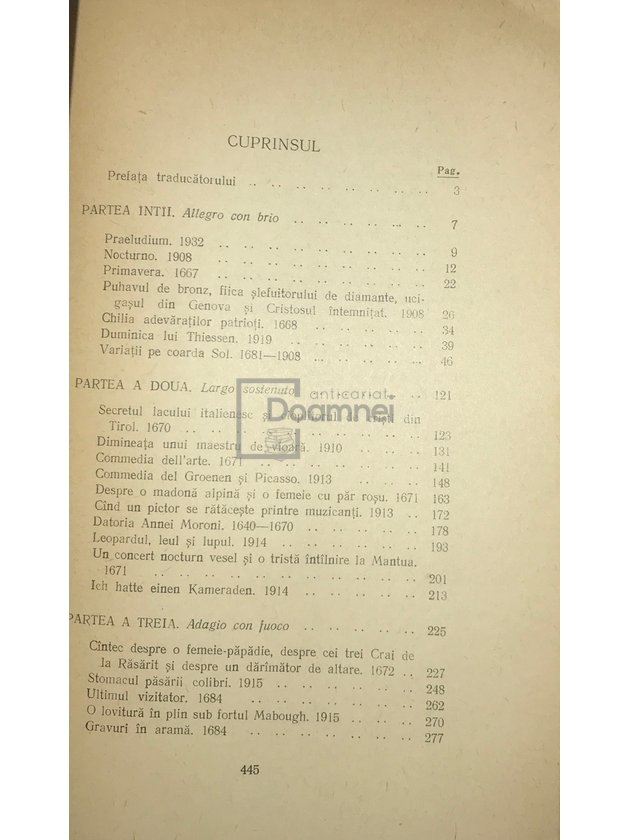 CUPRINSUL
Pag.
Prefața traducătorului .. .. .. .. .. .. .. .. 3
PARTEA INTII. Allegro con brio .. .. .. .. .. .. 7
Praeludium. 1932 .. .. .. .. .. .. .. .. 9
Nocturno. 1908 .. .. .. .. .. .. .. .. 12
Primavera. 1667 .. .. .. .. .. .. .. .. 22
Puhavul de bronz, fiica șlefuitorului de diamante, uci-
gașul din Genova și Cristosul întemnițat. 1908 26
Chilia adevăraților patrioți. 1668 .. .. .. .. .. 34
Duminica lui Thiessen. 1919 .. .. .. .. .. .. 39
Variații pe coarda Sol. 1681—1908 .. .. .. .. .. 46
PARTEA A DOUA. Largo sostenuto .. .. 121
anticariat
Doamnei
Secretul lacului italienesc și din
Tirol. 1670 .. .. .. .. .. .. .. .. .. 123
Dimineața unui maestru de vioară. 1910 .. .. .. .. 131
Commedia dell'arte. 1671 .. .. .. .. .. .. 141
Commedia del Groenen și Picasso. 1913 .. .. .. 148
Despre o madonă alpină și o femeie cu păr roșu. 1671 163
Cînd un pictor se rătăcește printre muzicanți. 1913 .. 172
Datoria Annei Moroni. 1640—1670 .. .. .. .. .. 178
Leopardul, leul și lupul. 1914 .. .. .. .. .. .. 193
Un concert nocturn vesel și o tristă întîlnire la Mantua.
1671 .. .. .. .. .. .. .. .. .. .. 201
Ich hatte einen Kameraden. 1914 .. .. .. .. .. 213
PARTEA A TREIA. Adagio con fuoco .. .. .. .. .. 225
Cîntec despre o femeie-păpădie, despre cei trei Crai de
la Răsărit și despre un dărîmător de altare. 1672 .. 227
Stomacul păsării colibri. 1915 .. .. .. .. .. .. 248
Ultimul vizitator. 1684 .. .. .. .. .. .. .. 262
O lovitură în plin sub fortul Mabough. 1915 .. .. .. 270
Gravuri în aramă. 1684 .. .. .. .. .. .. .. 277
445